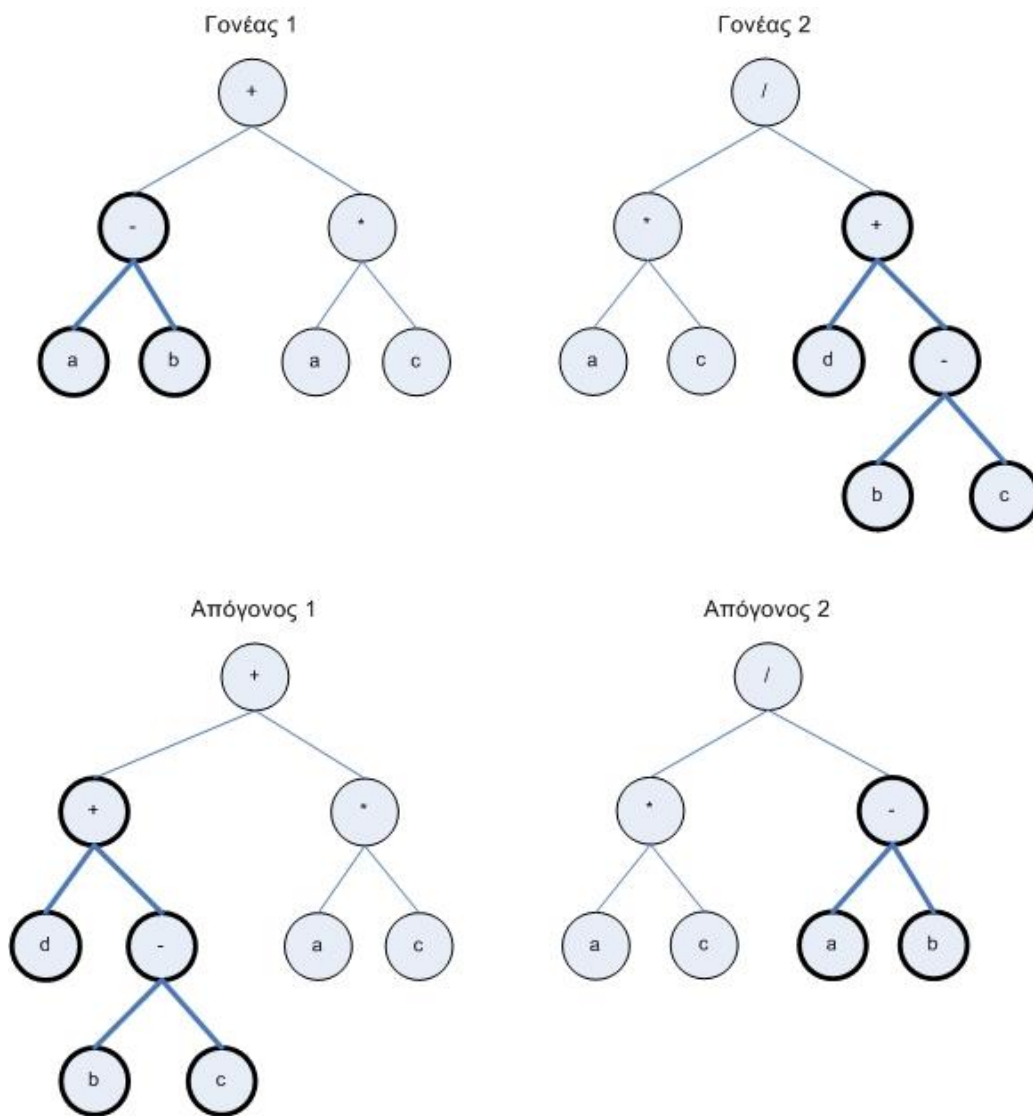 Γονέας 1 Γονέας 2
+ /
- * * +
a b a c a c d -
b c
Απόγονος 1 Απόγονος 2
+ /
+ * * -
d - a c a c a b
b c